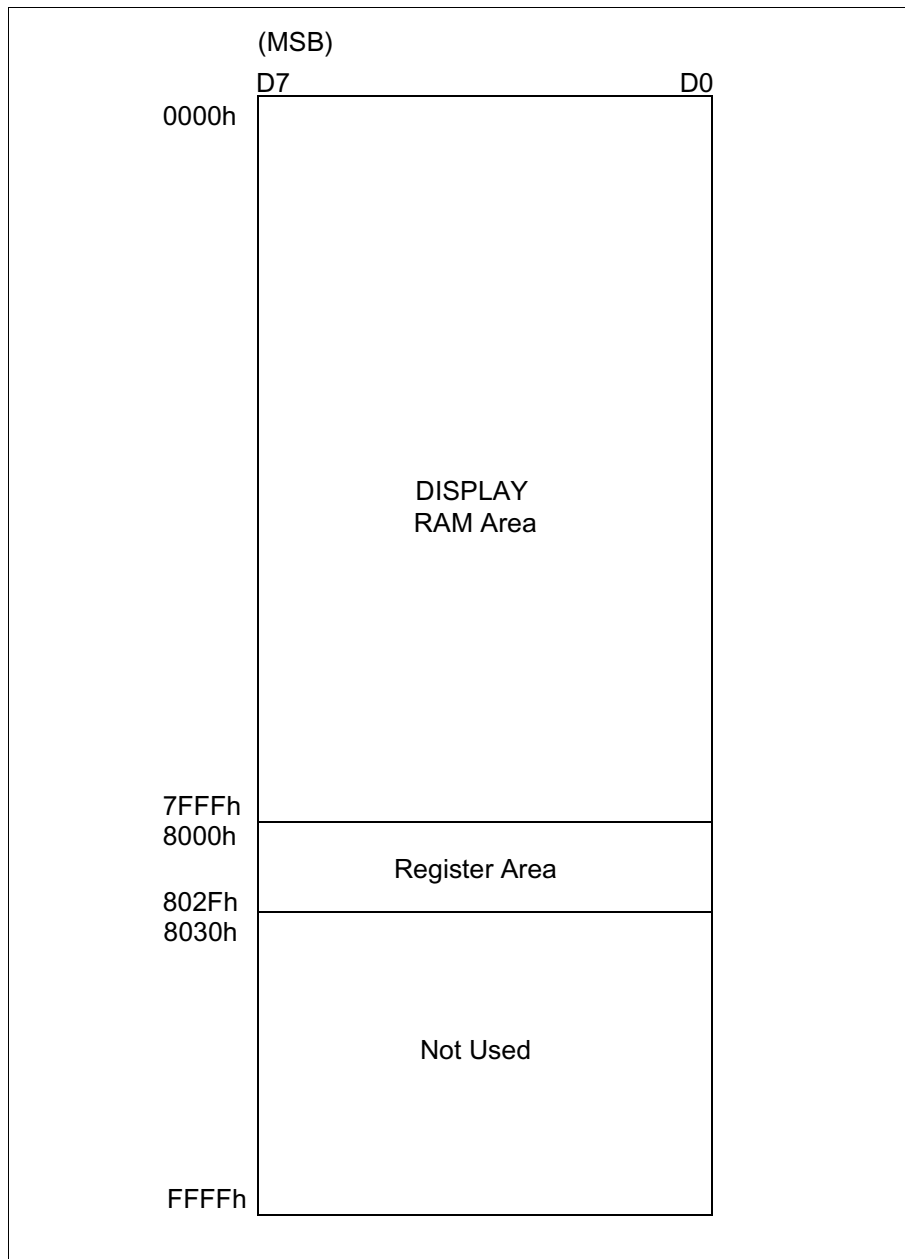 (MSB)
D7 D0
0000h
DISPLAY
RAM Area
7FFFh
8000h
Register Area
802Fh
8030h
Not Used
FFFFh